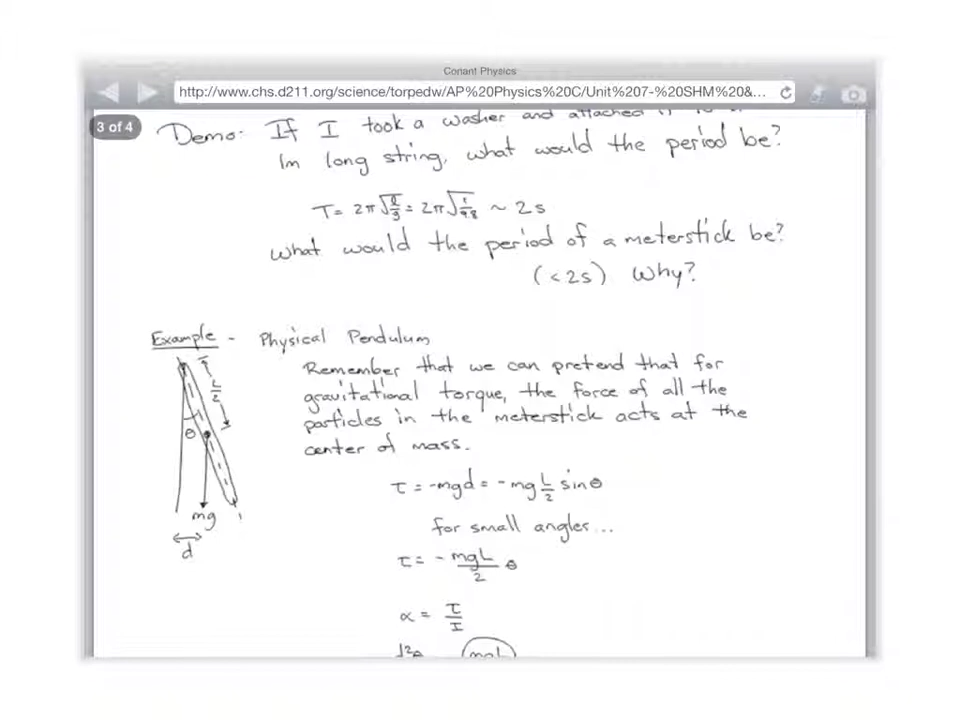 Conant Physics
http://www.chs.d211.org/science/torpedw/AP%20Physics%20C/Unit%207-%20SHM%20&...
3 of 4
Demo: If I took a washer and attached it to a
1m long string, what would the period be?
T = 2π√(l/g) = 2π√(1/9.8) ~ 2s
What would the period of a meterstick be?
(<2s) Why?
Example - Physical Pendulum
Remember that we can pretend that for
gravitational torque, the force of all the
particles in the meterstick acts at the
center of mass.
L/2
θ
mg
d
τ = -mgd = -mg L/2 sinθ
for small angles...
τ = - mgL/2 θ
α = τ/I
d²θ mgL